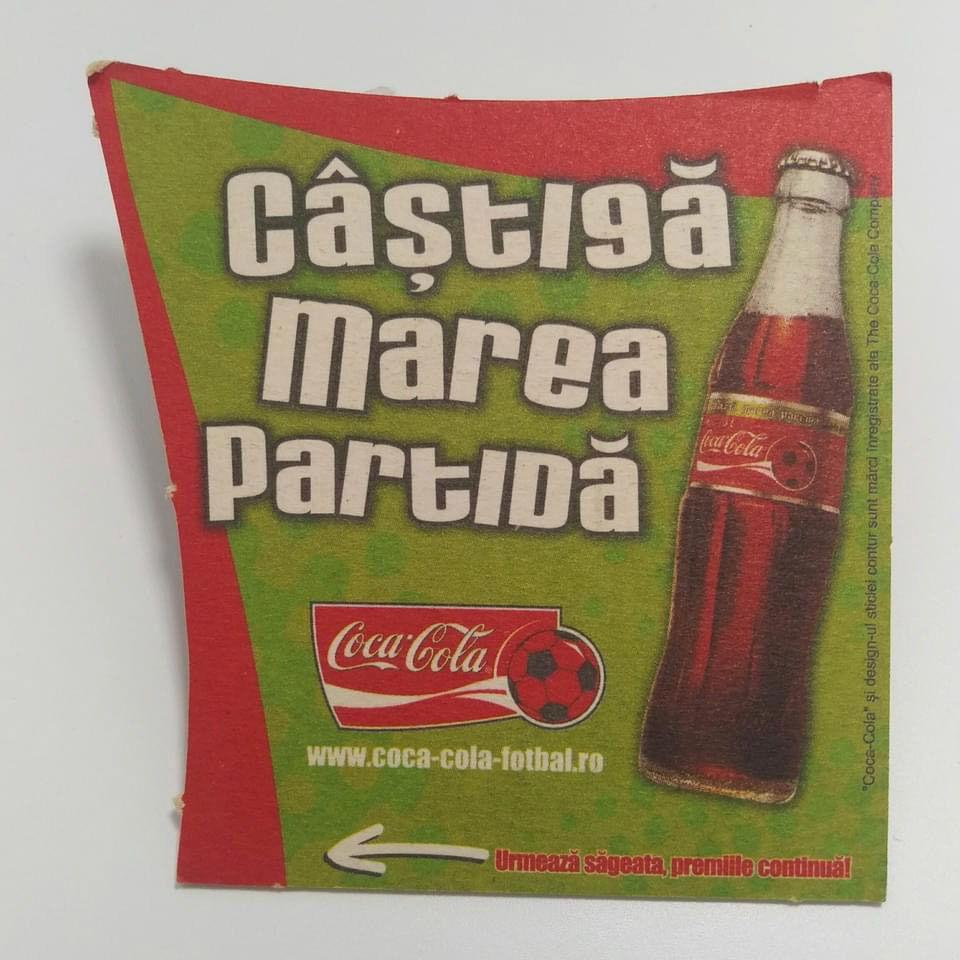 Câștigă
marea
partidă
Coca-Cola
Coca-Cola
www.coca-cola-fotbal.ro
Urmează săgeata, premiile continuă!
"Coca-Cola" și design-ul sticlei contur sunt mărci înregistrate ale The Coca-Cola Company